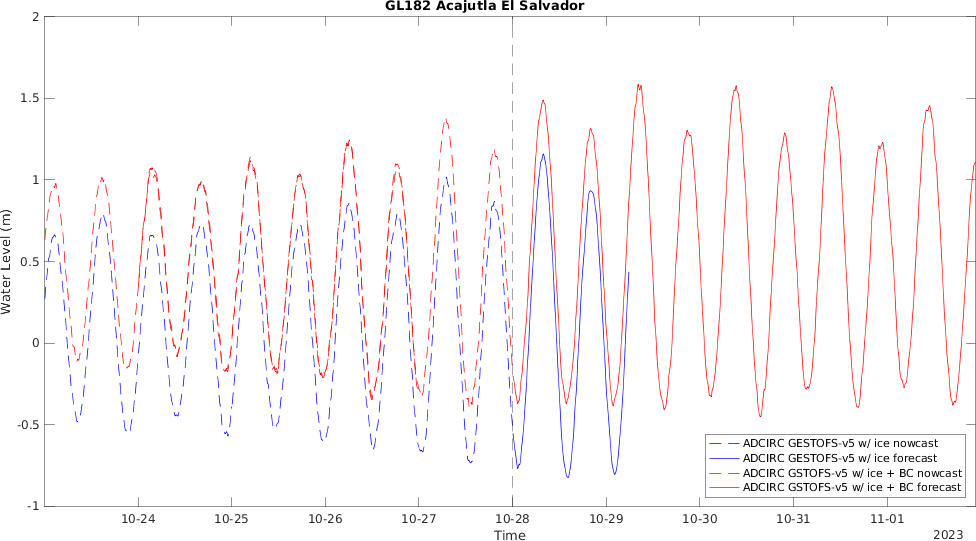 GL182 Acajutla El Salvador
2
1.5
1
0.5
0
-0.5
-1
Water Level (m)
10-24 10-25 10-26 10-27 10-28 10-29 10-30 10-31 11-01
Time
2023
ADCIRC GESTOFS-v5 w/ ice nowcast
ADCIRC GESTOFS-v5 w/ ice forecast
ADCIRC GSTOFS-v5 w/ ice + BC nowcast
ADCIRC GSTOFS-v5 w/ ice + BC forecast